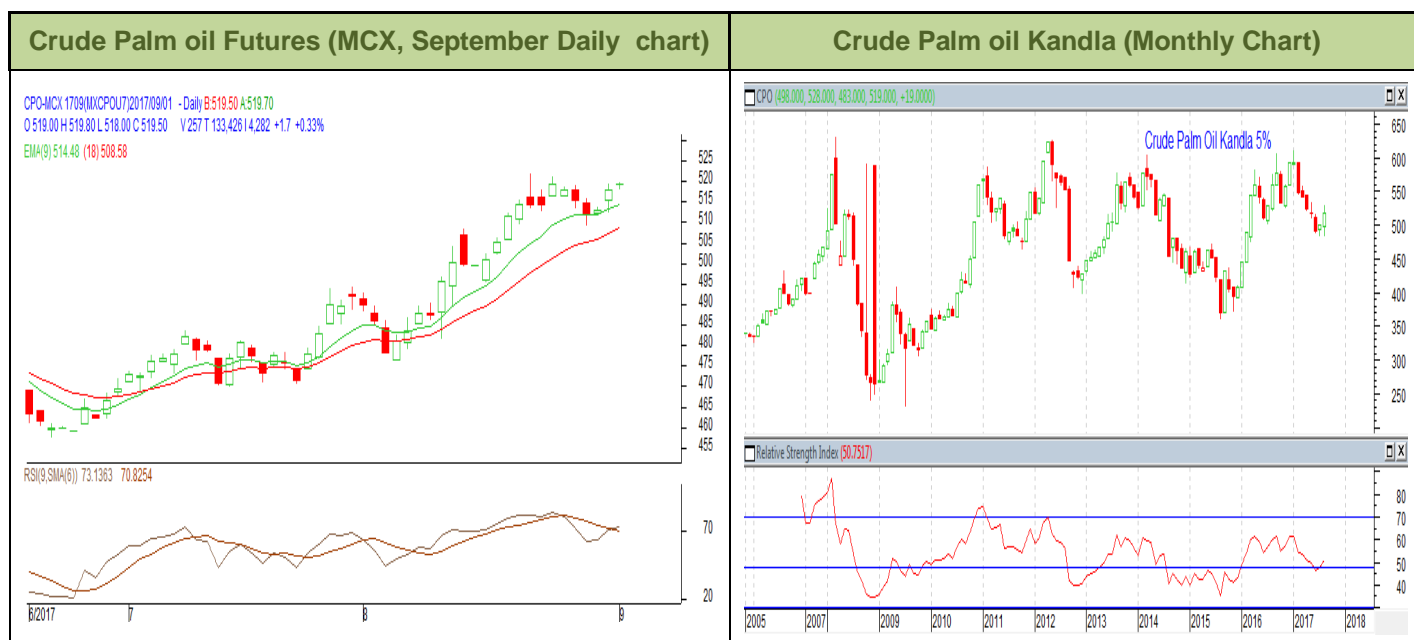 Crude Palm oil Futures (MCX, September Daily chart)
Crude Palm oil Kandla (Monthly Chart)
CPO-MCX 1709(MXCPOU7)2017/09/01 - Daily B:519.50 A:519.70
O 519.00 H 519.80 L 518.00 C 519.50 V 257 T 133,426 I 4,282 +1.7 +0.33%
EMA(9) 514.48 (18) 508.58
525
520
515
510
505
500
495
490
485
480
475
470
465
460
455
RSI(9,SMA(6)) 73.1363 70.8254
70
20
6/2017 7 8 9
CPO (498.000, 528.000, 483.000, 519.000, +19.0000)
Crude Palm Oil Kandla 5%
650
600
550
500
450
400
350
300
250
Relative Strength Index (50.7517)
80
70
60
50
40
2005 2007 2009 2010 2011 2012 2013 2014 2015 2016 2017 2018